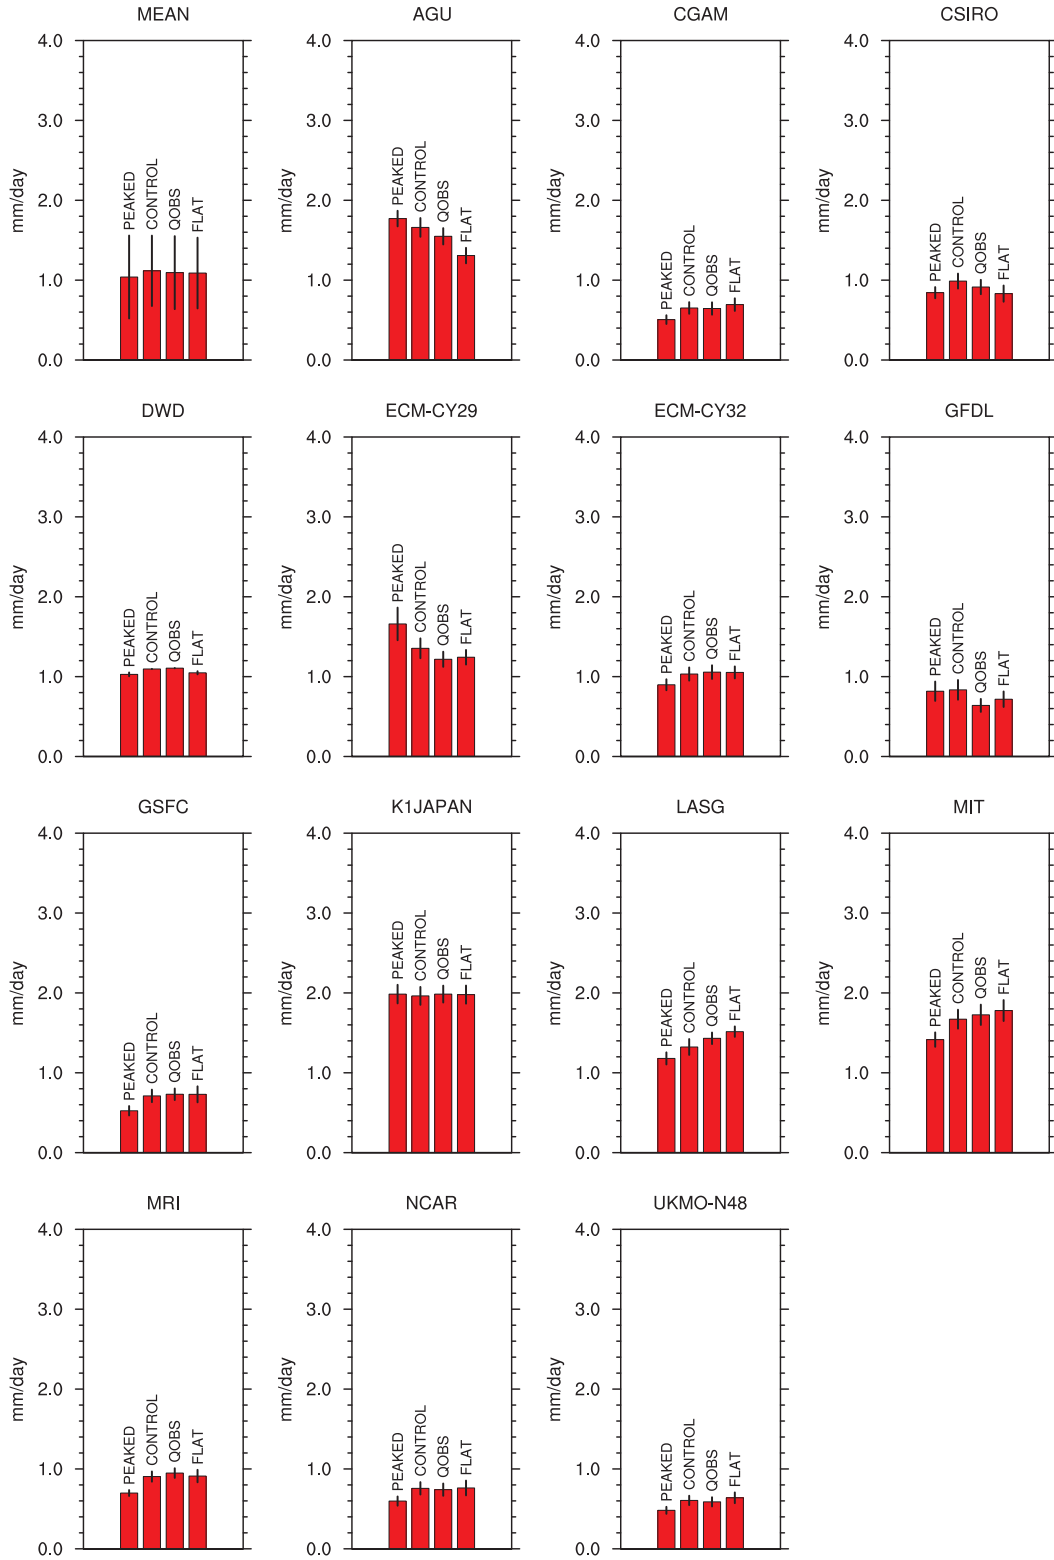 MEAN
AGU
CGAM
CSIRO
4.0
3.0
2.0
1.0
0.0
mm/day
PEAKED
CONTROL
QOBS
FLAT
4.0
3.0
2.0
1.0
0.0
mm/day
PEAKED
CONTROL
QOBS
FLAT
4.0
3.0
2.0
1.0
0.0
mm/day
PEAKED
CONTROL
QOBS
FLAT
4.0
3.0
2.0
1.0
0.0
mm/day
PEAKED
CONTROL
QOBS
FLAT
DWD
ECM-CY29
ECM-CY32
GFDL
4.0
3.0
2.0
1.0
0.0
mm/day
PEAKED
CONTROL
QOBS
FLAT
4.0
3.0
2.0
1.0
0.0
mm/day
PEAKED
CONTROL
QOBS
FLAT
4.0
3.0
2.0
1.0
0.0
mm/day
PEAKED
CONTROL
QOBS
FLAT
4.0
3.0
2.0
1.0
0.0
mm/day
PEAKED
CONTROL
QOBS
FLAT
GSFC
K1JAPAN
LASG
MIT
4.0
3.0
2.0
1.0
0.0
mm/day
PEAKED
CONTROL
QOBS
FLAT
4.0
3.0
2.0
1.0
0.0
mm/day
PEAKED
CONTROL
QOBS
FLAT
4.0
3.0
2.0
1.0
0.0
mm/day
PEAKED
CONTROL
QOBS
FLAT
4.0
3.0
2.0
1.0
0.0
mm/day
PEAKED
CONTROL
QOBS
FLAT
MRI
NCAR
UKMO-N48
4.0
3.0
2.0
1.0
0.0
mm/day
PEAKED
CONTROL
QOBS
FLAT
4.0
3.0
2.0
1.0
0.0
mm/day
PEAKED
CONTROL
QOBS
FLAT
4.0
3.0
2.0
1.0
0.0
mm/day
PEAKED
CONTROL
QOBS
FLAT